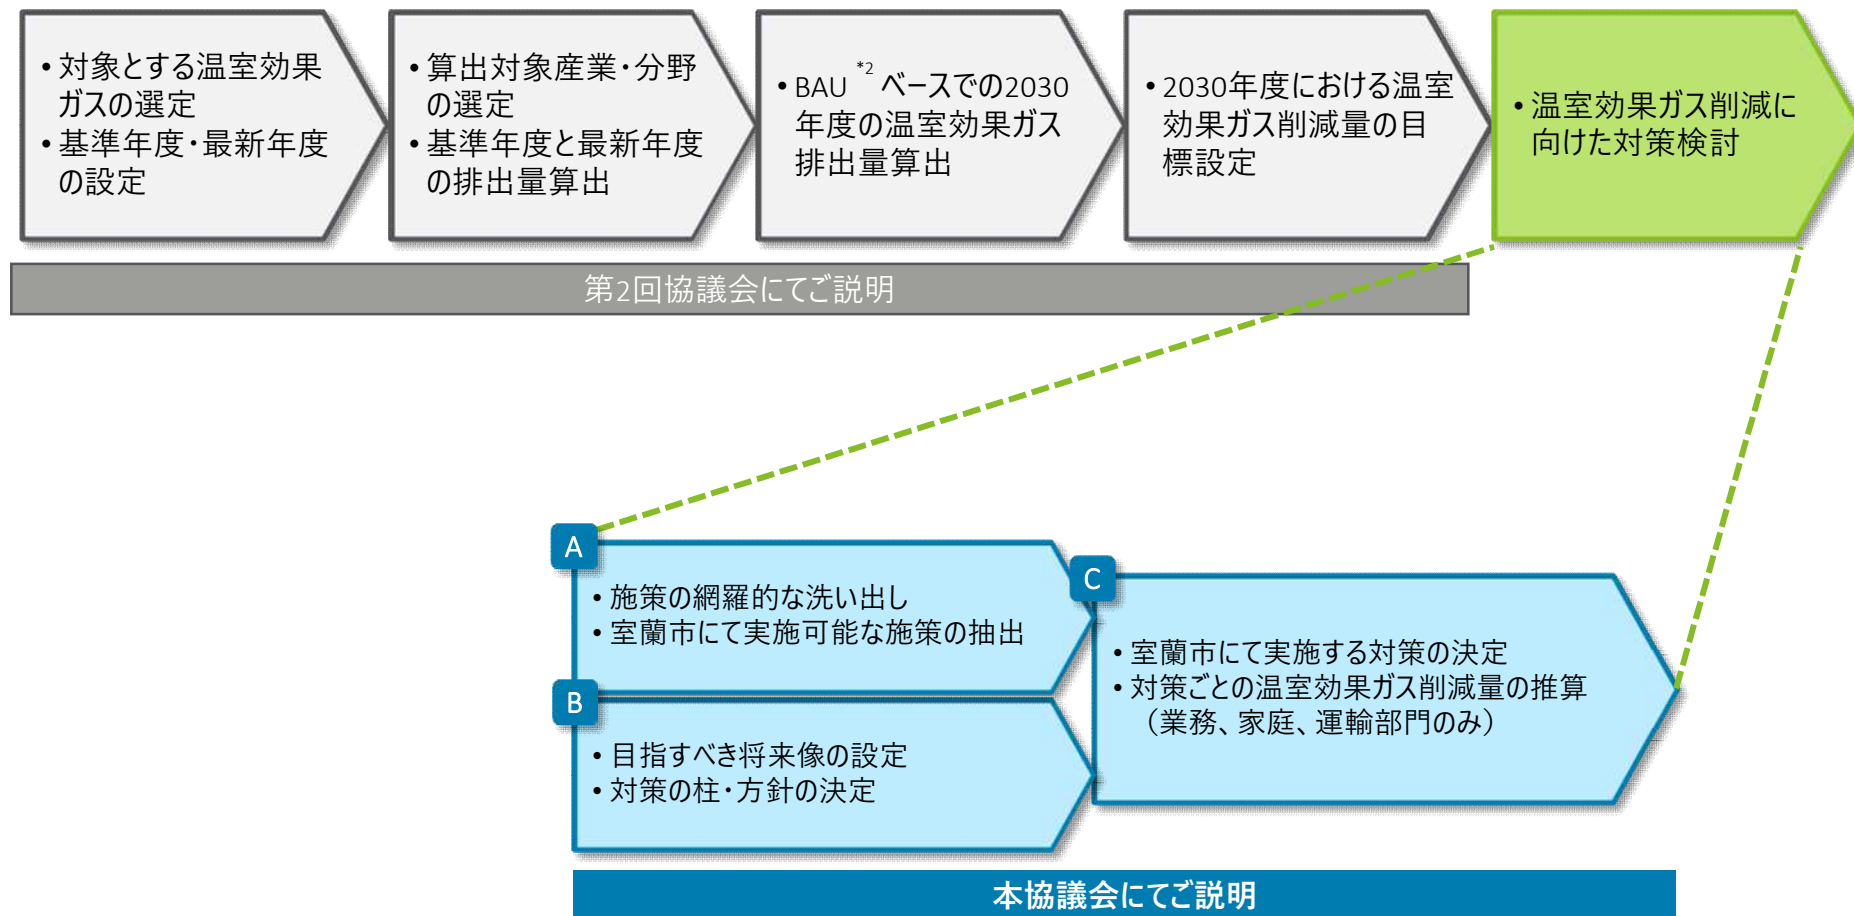 • 対象とする温室効果
ガスの選定
• 基準年度・最新年度
の設定
• 算出対象産業・分野
の選定
• 基準年度と最新年度
の排出量算出
• BAU *2 ベースでの2030
年度の温室効果ガス
排出量算出
• 2030年度における温室
効果ガス削減量の目
標設定
• 温室効果ガス削減に
向けた対策検討
第2回協議会にてご説明
A
• 施策の網羅的な洗い出し
• 室蘭市にて実施可能な施策の抽出
B
• 目指すべき将来像の設定
• 対策の柱・方針の決定
C
• 室蘭市にて実施する対策の決定
• 対策ごとの温室効果ガス削減量の推算
（業務、家庭、運輸部門のみ）
本協議会にてご説明